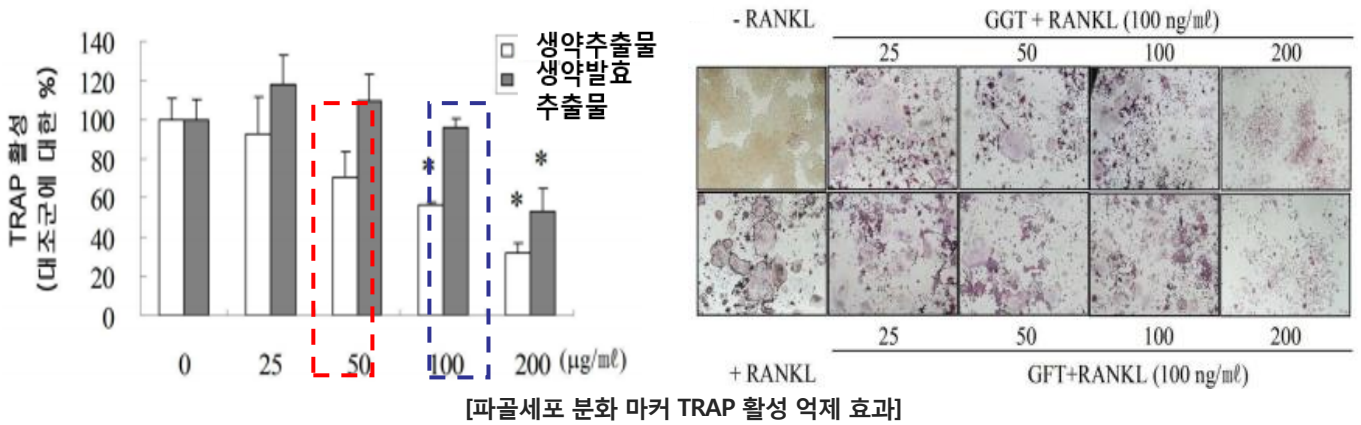 140
120
100
80
60
40
20
0
TRAP 활성
(대조군에 대한 %)
생약추출물
생약발효
추출물
*
*
*
0 25 50 100 200 (μg/㎖)
- RANKL GGT + RANKL (100 ng/㎖)
25 50 100 200
25 50 100 200
+ RANKL GFT+RANKL (100 ng/㎖)
[파골세포 분화 마커 TRAP 활성 억제 효과]